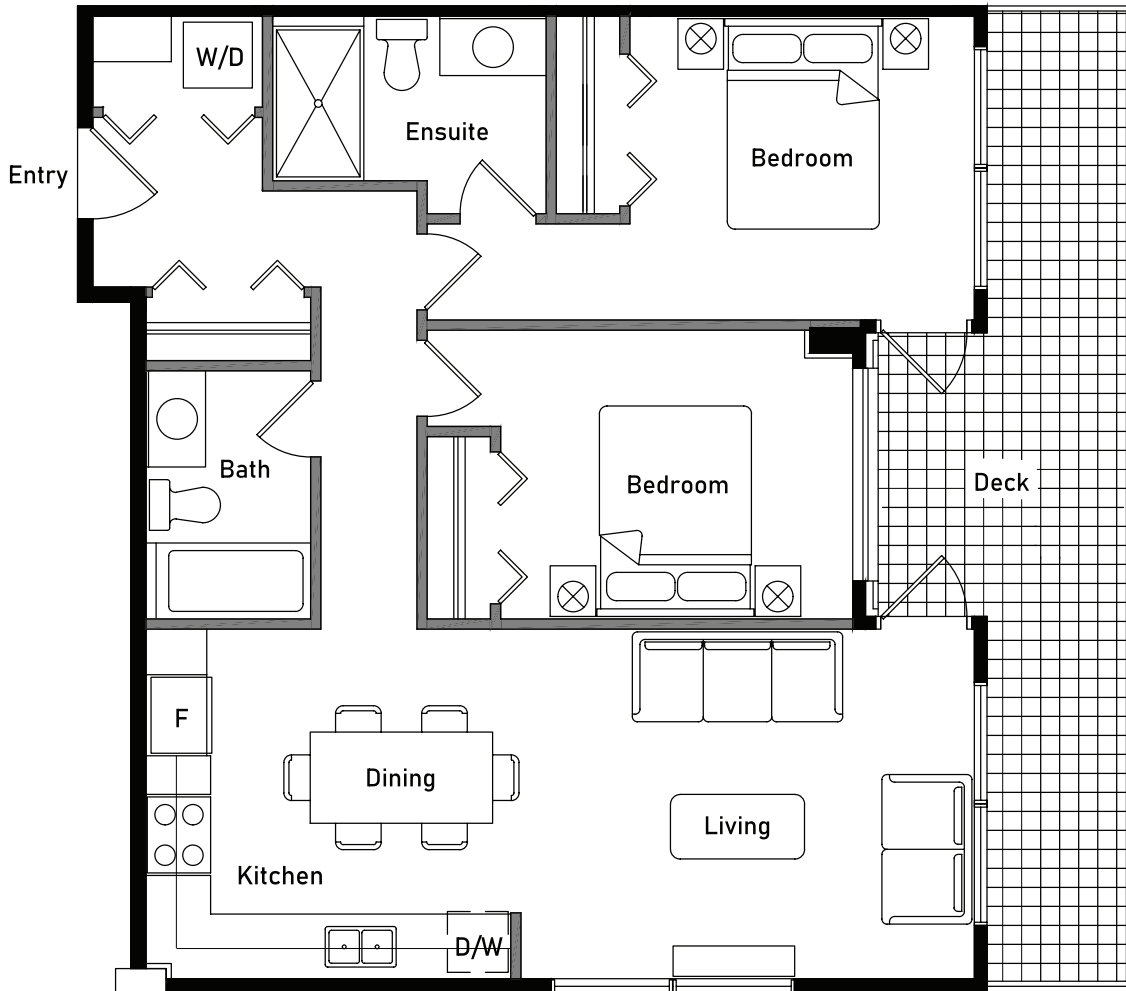 W/D
Ensuite
Bedroom
Entry
Bath
Bedroom
Deck
F
Dining
Living
Kitchen
D/W